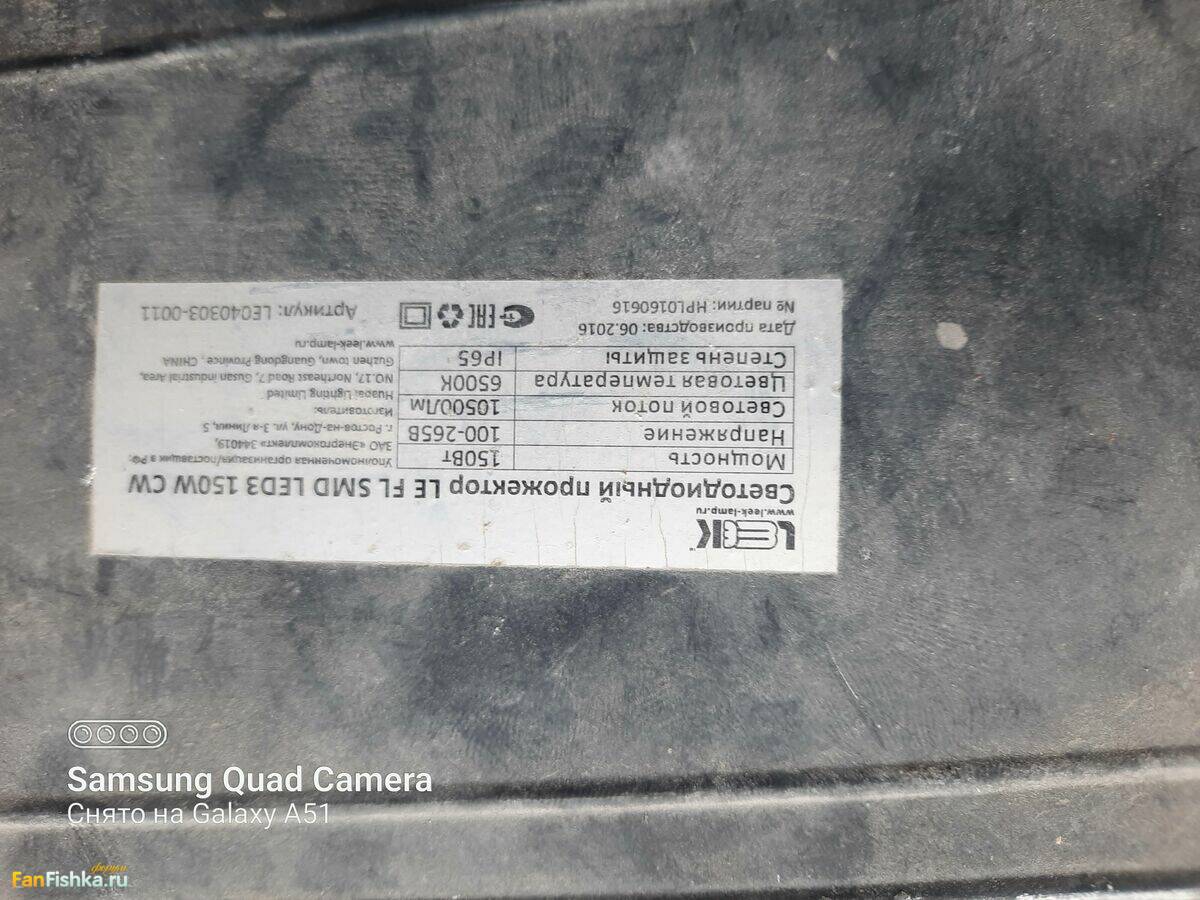 LEEK
www.leek-lamp.ru
Светодиодный прожектор LE FL SMD LED3 150W CW
Мощность 150Вт
Напряжение 100-265В
Световой поток 10500Лм
Цветовая температура 6500К
Степень защиты IP65
Дата производства: 06.2016
№ партии: HPL0160616
Уполномоченная организация/поставщик в РФ:
ЗАО «Энергокомплект» 344019,
г. Ростов-на-Дону, ул. 3-я Линия, 5
Изготовитель:
Huapai Lighting Limited
NO.17, Northeast Road 7, Gusan industrial Area,
Guzhen town, Guangdong Province, CHINA
www.leek-lamp.ru
EAC
Артикул: LE040303-0011
Samsung Quad Camera
Снято на Galaxy A51
форум
FanFishka.ru